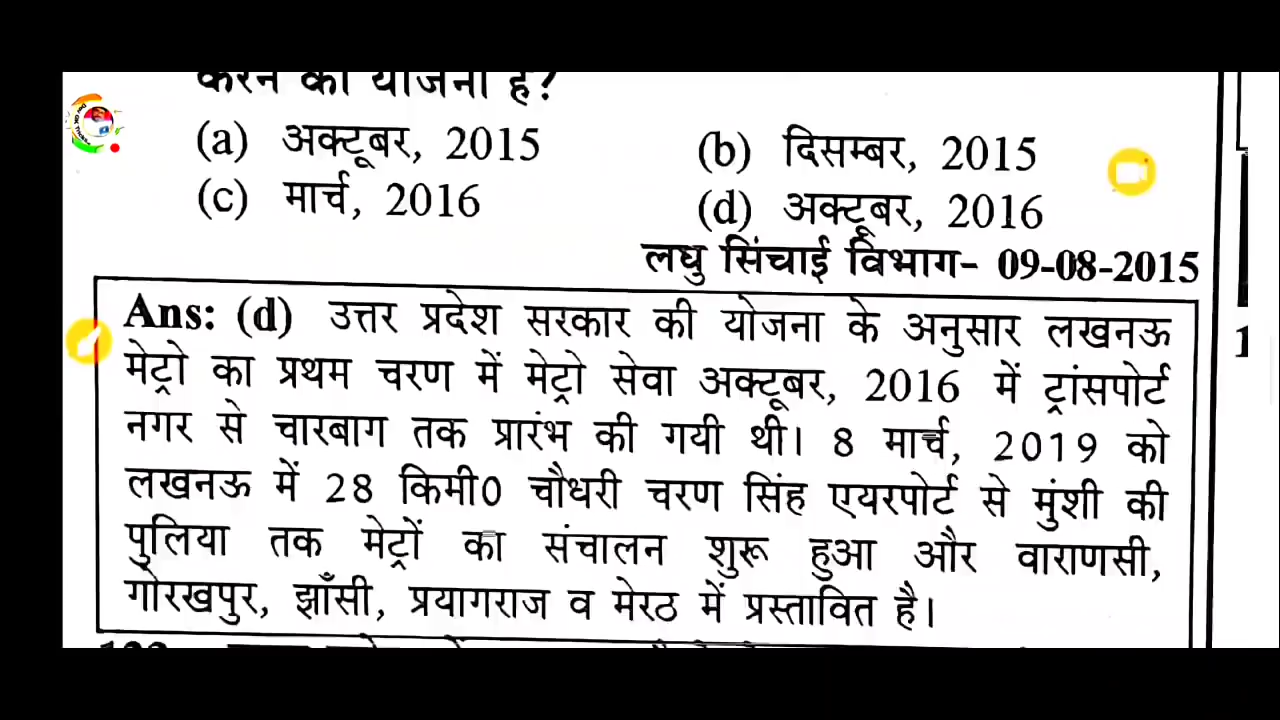 करने की योजना है?
(a) अक्टूबर, 2015 (b) दिसम्बर, 2015
(c) मार्च, 2016 (d) अक्टूबर, 2016
लघु सिंचाई विभाग- 09-08-2015
Ans: (d) उत्तर प्रदेश सरकार की योजना के अनुसार लखनऊ
मेट्रो का प्रथम चरण में मेट्रो सेवा अक्टूबर, 2016 में ट्रांसपोर्ट
नगर से चारबाग तक प्रारंभ की गयी थी। 8 मार्च, 2019 को
लखनऊ में 28 किमी0 चौधरी चरण सिंह एयरपोर्ट से मुंशी की
पुलिया तक मेट्रों का संचालन शुरू हुआ और वाराणसी,
गोरखपुर, झाँसी, प्रयागराज व मेरठ में प्रस्तावित है।